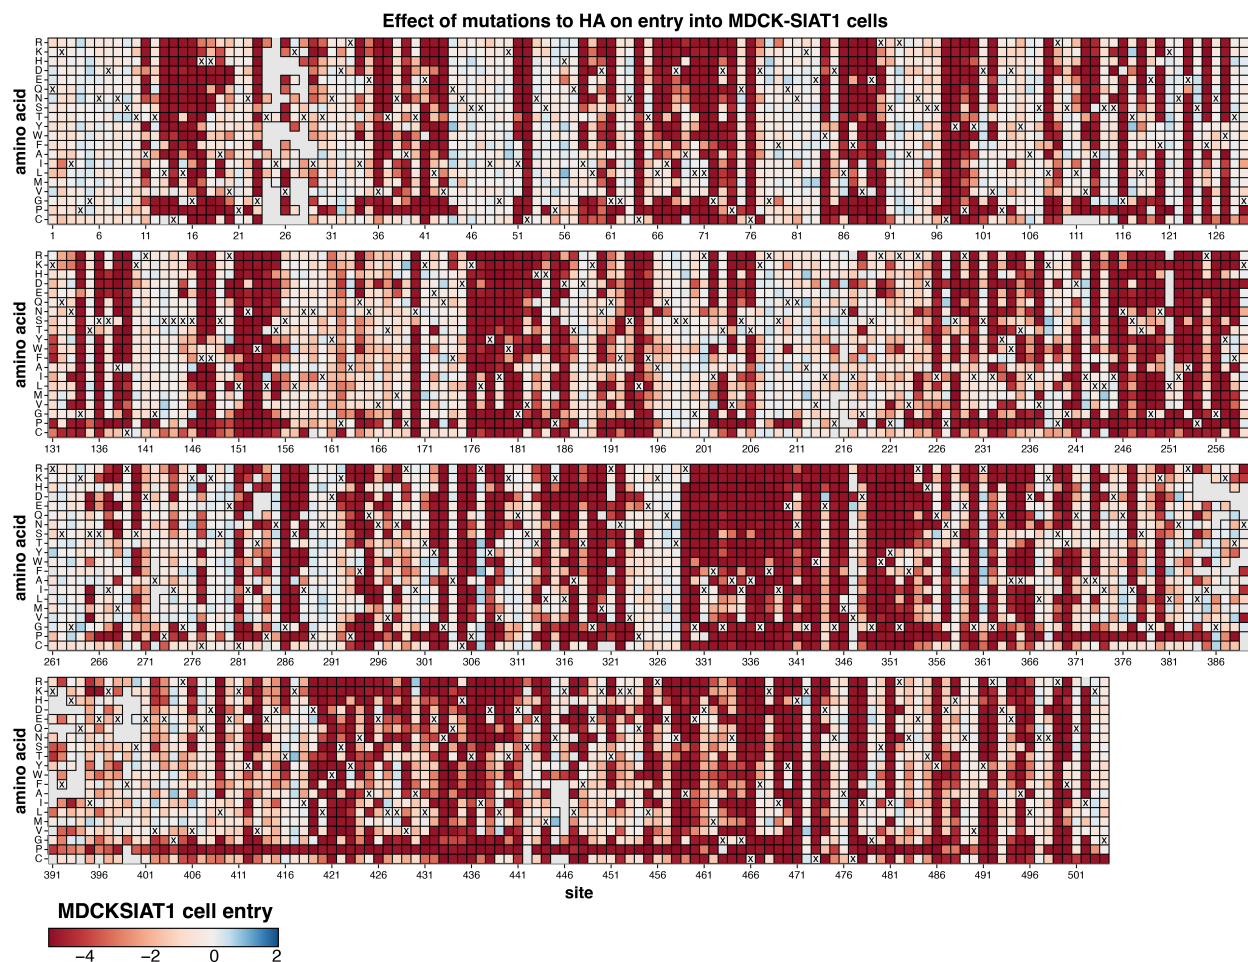 Effect of mutations to HA on entry into MDCK-SIAT1 cells
amino acid
R
K
H
D
E
Q
N
S
T
Y
W
F
A
I
L
M
V
G
P
C
1 6 11 16 21 26 31 36 41 46 51 56 61 66 71 76 81 86 91 96 101 106 111 116 121 126
amino acid
R
K
H
D
E
Q
N
S
T
Y
W
F
A
I
L
M
V
G
P
C
131 136 141 146 151 156 161 166 171 176 181 186 191 196 201 206 211 216 221 226 231 236 241 246 251 256
amino acid
R
K
H
D
E
Q
N
S
T
Y
W
F
A
I
L
M
V
G
P
C
261 266 271 276 281 286 291 296 301 306 311 316 321 326 331 336 341 346 351 356 361 366 371 376 381 386
amino acid
R
K
H
D
E
Q
N
S
T
Y
W
F
A
I
L
M
V
G
P
C
391 396 401 406 411 416 421 426 431 436 441 446 451 456 461 466 471 476 481 486 491 496 501
site
MDCKSIAT1 cell entry
−4 −2 0 2